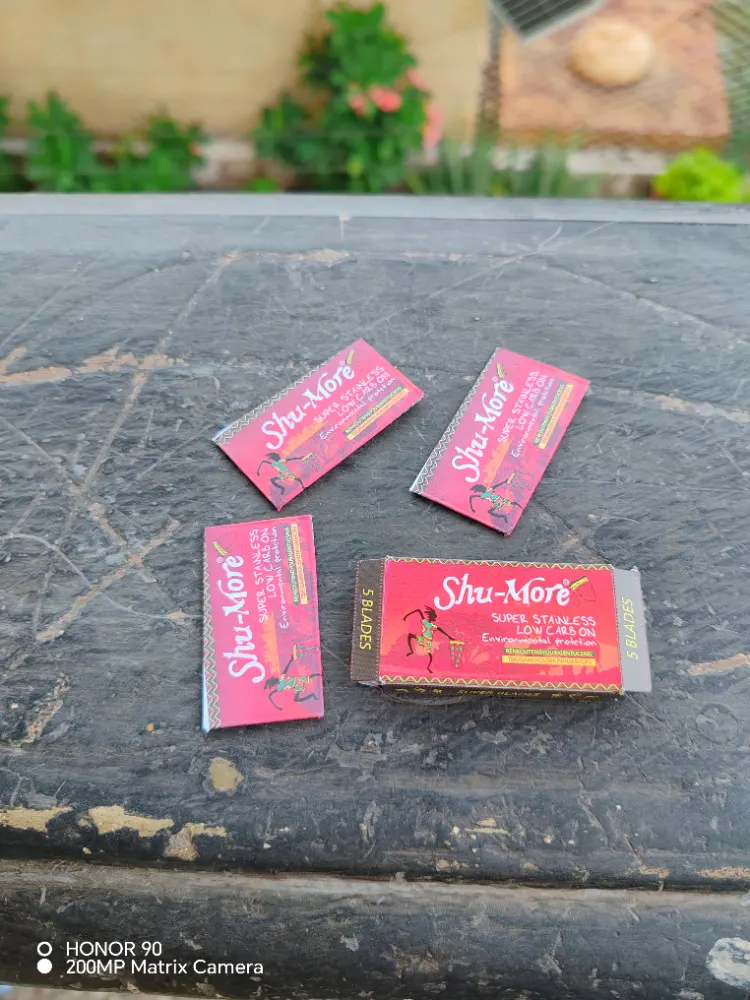 Shu-More®
SUPER STAINLESS
LOW CARBON
Environmental protection
Shu-More®
SUPER STAINLESS
LOW CARBON
Environmental protection
Shu-More®
SUPER STAINLESS
LOW CARBON
Environmental protection
5 BLADES
Shu-More®
SUPER STAINLESS
LOW CARBON
Environmental protection
5 BLADES
SUPER BLADES
HONOR 90
200MP Matrix Camera